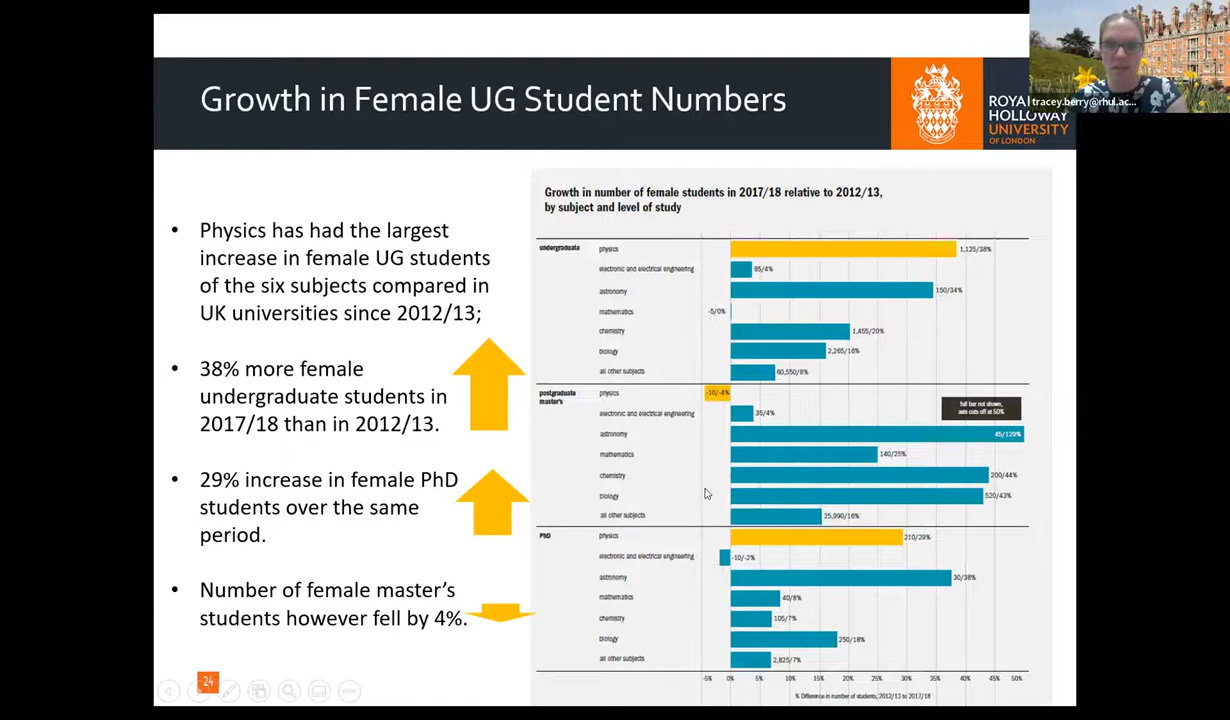 Growth in Female UG Student Numbers
ROYAL
HOLLOWAY
UNIVERSITY
OF LONDON
tracey.berry@rhul.ac...
• Physics has had the largest
increase in female UG students
of the six subjects compared in
UK universities since 2012/13;
• 38% more female
undergraduate students in
2017/18 than in 2012/13.
• 29% increase in female PhD
students over the same
period.
• Number of female master's
students however fell by 4%.
24
Growth in number of female students in 2017/18 relative to 2012/13,
by subject and level of study
undergraduate physics 1,125/38%
electronic and electrical engineering 85/4%
astronomy 150/34%
mathematics -5/0%
chemistry 1,455/20%
biology 2,265/16%
all other subjects 60,550/8%
postgraduate
master's
physics -10/-4%
full bar not shown,
axis cuts off at 50%
electronic and electrical engineering 35/4%
astronomy 45/129%
mathematics 140/25%
chemistry 200/44%
biology 520/43%
all other subjects 25,990/16%
PhD physics 210/29%
electronic and electrical engineering -10/-2%
astronomy 30/38%
mathematics 40/8%
chemistry 105/7%
biology 250/18%
all other subjects 2,825/7%
-5% 0% 5% 10% 15% 20% 25% 30% 35% 40% 45% 50%
% Difference in number of students, 2012/13 to 2017/18